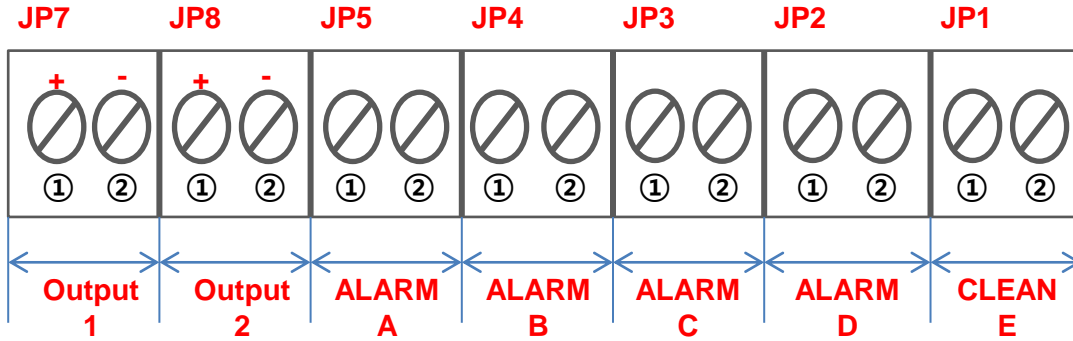 JP7 JP8 JP5 JP4 JP3 JP2 JP1
+ - + -
① ② ① ② ① ② ① ② ① ② ① ② ① ②
Output Output ALARM ALARM ALARM ALARM CLEAN
1 2 A B C D E